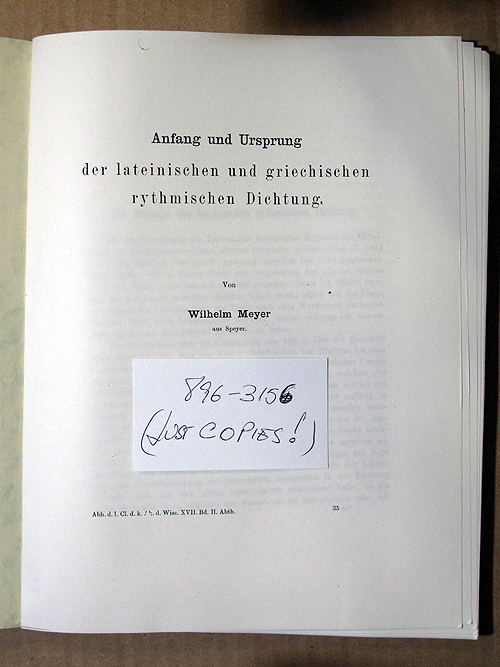 Anfang und Ursprung
der lateinischen und griechischen
rythmischen Dichtung.
Von
Wilhelm Meyer
aus Speyer.
896-3156
(JUST COPIES!)
Abh. d. I. Cl. d. k. Ak. d. Wiss. XVII. Bd. II. Abth.
35